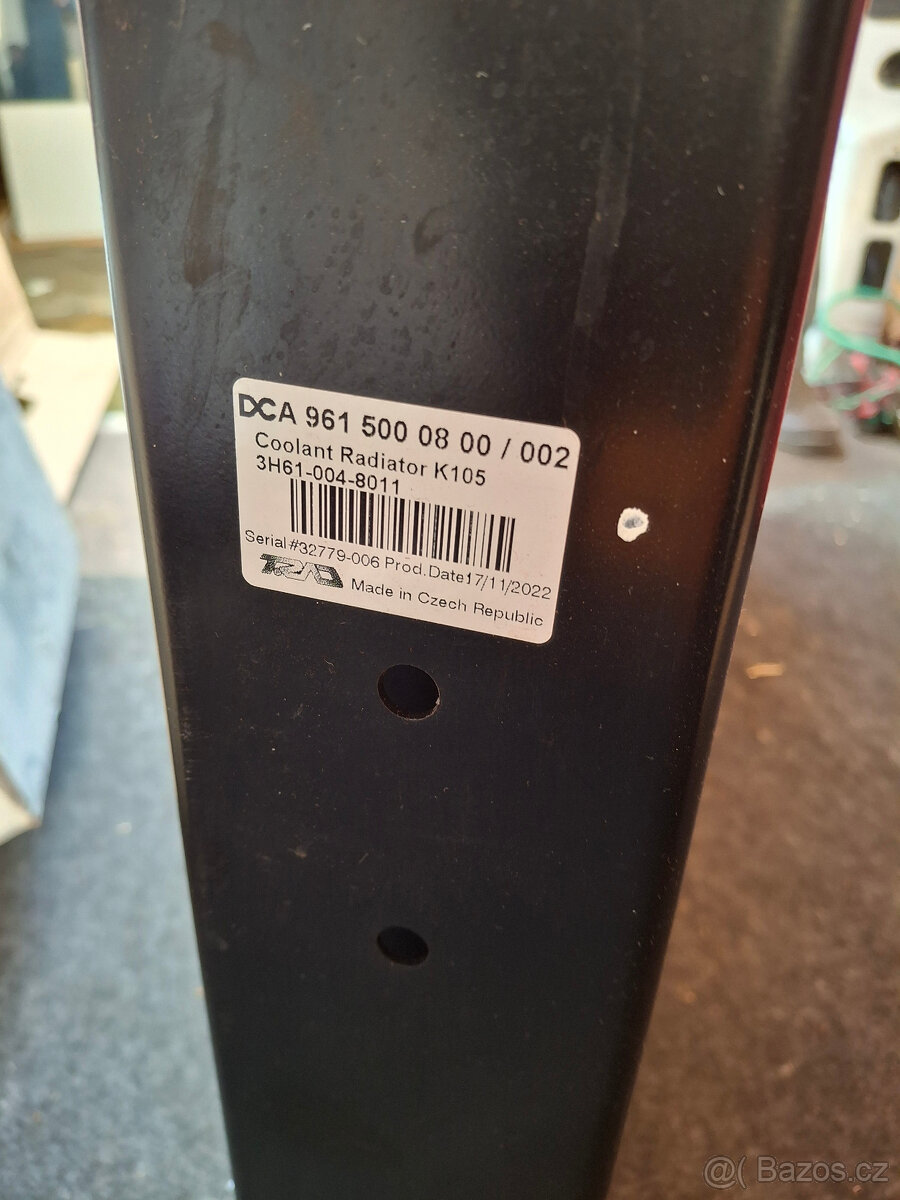 DCA 961 500 08 00 / 002
Coolant Radiator K105
3H61-004-8011
Serial #32779-006 Prod.Date17/11/2022
TRAD Made in Czech Republic
@( Bazos.cz